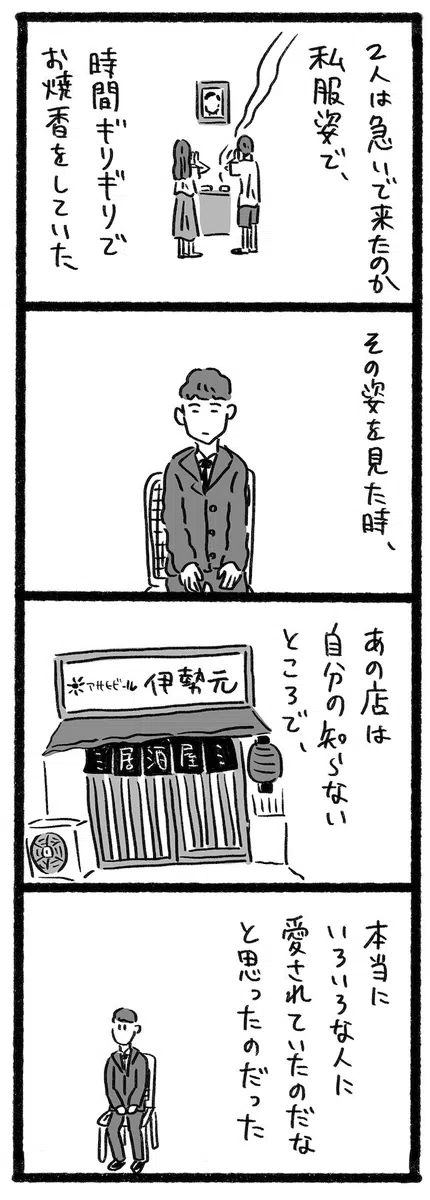 ２人は急いで来たのか
私服姿で、
時間ギリギリで
お焼香をしていた
その姿を見た時、
あの店は
自分の知らない
ところで、
アサヒビール 伊勢元
居酒屋
本当に
いろいろな人に
愛されていたのだな
と思ったのだった